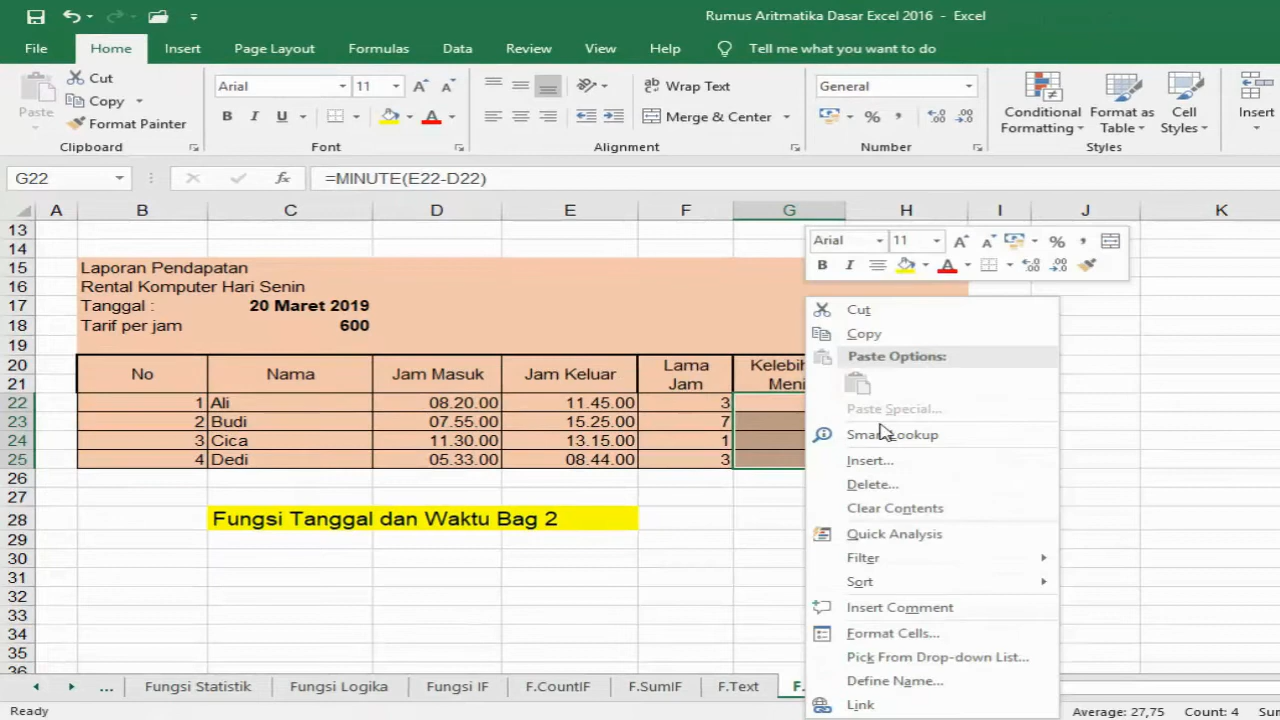 Rumus Aritmatika Dasar Excel 2016 - Excel
File Home Insert Page Layout Formulas Data Review View Help Tell me what you want to do
Paste
Cut
Copy
Format Painter
Clipboard
Arial 11
B I U
Font
Wrap Text
Merge & Center
Alignment
General
%
Number
Conditional Formatting
Format as Table
Cell Styles
Styles
Insert
G22 fx =MINUTE(E22-D22)
A B C D E F G H I J K
13
14
15 Laporan Pendapatan
16 Rental Komputer Hari Senin
17 Tanggal : 20 Maret 2019
18 Tarif per jam 600
19
20 No Nama Jam Masuk Jam Keluar Lama
21 Jam
22 1 Ali 08.20.00 11.45.00 3
23 2 Budi 07.55.00 15.25.00 7
24 3 Cica 11.30.00 13.15.00 1
25 4 Dedi 05.33.00 08.44.00 3
26
27
28 Fungsi Tanggal dan Waktu Bag 2
29
30
31
32
33
34
35
36
Arial 11 %
B I
Cut
Copy
Paste Options:
Paste Special...
Smart Lookup
Insert...
Delete...
Clear Contents
Quick Analysis
Filter
Sort
Insert Comment
Format Cells...
Pick From Drop-down List...
Define Name...
Link
... Fungsi Statistik Fungsi Logika Fungsi IF F.CountIF F.SumIF F.Text
Ready Average: 27,75 Count: 4